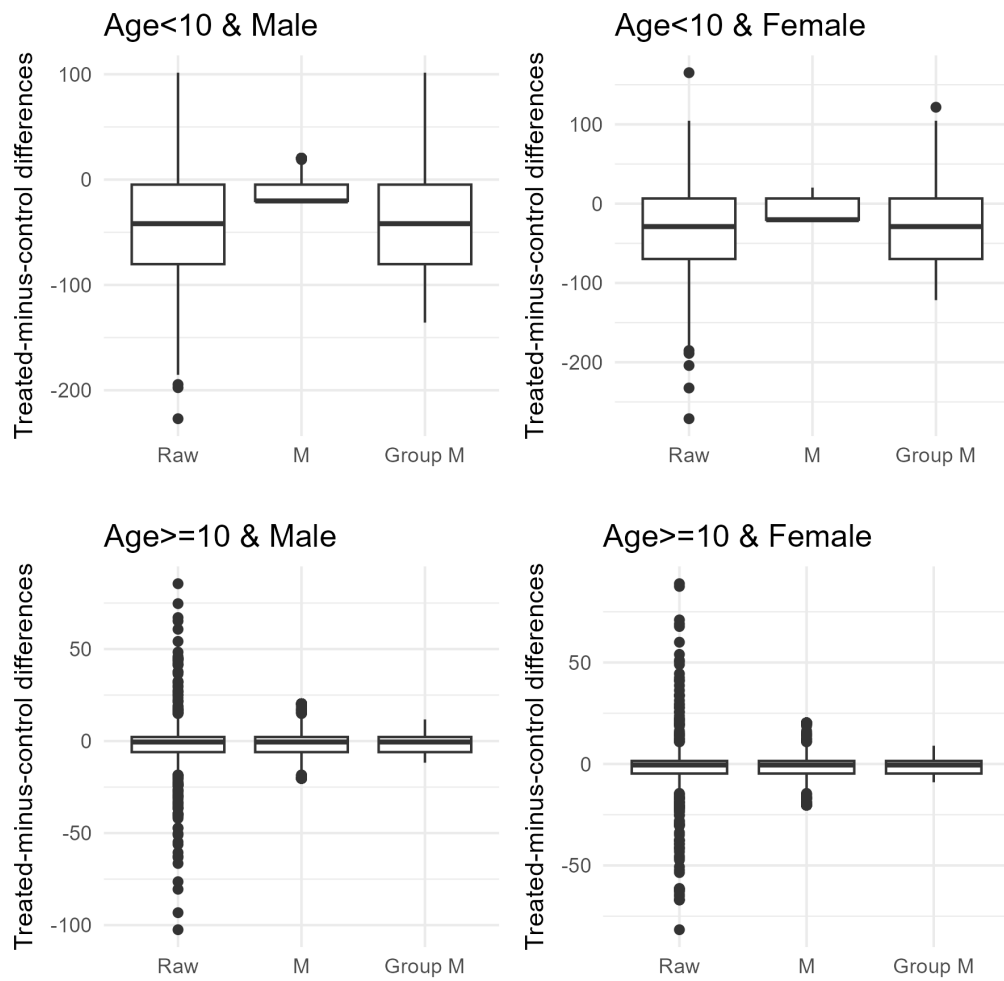 Age<10 & Male
Treated-minus-control differences
100
0
-100
-200
Raw M Group M
Age<10 & Female
Treated-minus-control differences
100
0
-100
-200
Raw M Group M
Age>=10 & Male
Treated-minus-control differences
50
0
-50
-100
Raw M Group M
Age>=10 & Female
Treated-minus-control differences
50
0
-50
Raw M Group M